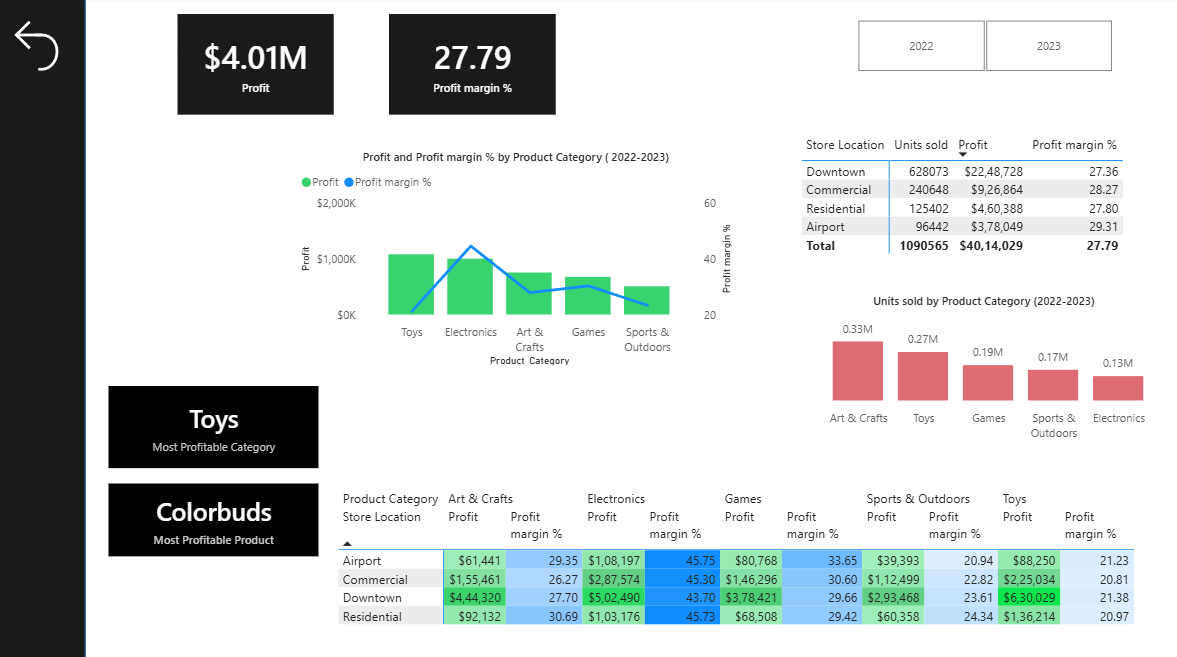 $4.01M
Profit
27.79
Profit margin %
2022
2023
Profit and Profit margin % by Product Category ( 2022-2023)
Profit Profit margin %
$2,000K
$1,000K
$0K
Profit
60
40
20
Profit margin %
Toys Electronics Art & Crafts Games Sports & Outdoors
Product Category
Store Location Units sold Profit Profit margin %
Downtown 628073 $22,48,728 27.36
Commercial 240648 $9,26,864 28.27
Residential 125402 $4,60,388 27.80
Airport 96442 $3,78,049 29.31
Total 1090565 $40,14,029 27.79
Units sold by Product Category (2022-2023)
0.33M 0.27M 0.19M 0.17M 0.13M
Art & Crafts Toys Games Sports & Outdoors Electronics
Toys
Most Profitable Category
Colorbuds
Most Profitable Product
Product Category Art & Crafts Electronics Games Sports & Outdoors Toys
Store Location Profit Profit margin % Profit Profit margin % Profit Profit margin % Profit Profit margin % Profit Profit margin %
Airport $61,441 29.35 $1,08,197 45.75 $80,768 33.65 $39,393 20.94 $88,250 21.23
Commercial $1,55,461 26.27 $2,87,574 45.30 $1,46,296 30.60 $1,12,499 22.82 $2,25,034 20.81
Downtown $4,44,320 27.70 $5,02,490 43.70 $3,78,421 29.66 $2,93,468 23.61 $6,30,029 21.38
Residential $92,132 30.69 $1,03,176 45.73 $68,508 29.42 $60,358 24.34 $1,36,214 20.97